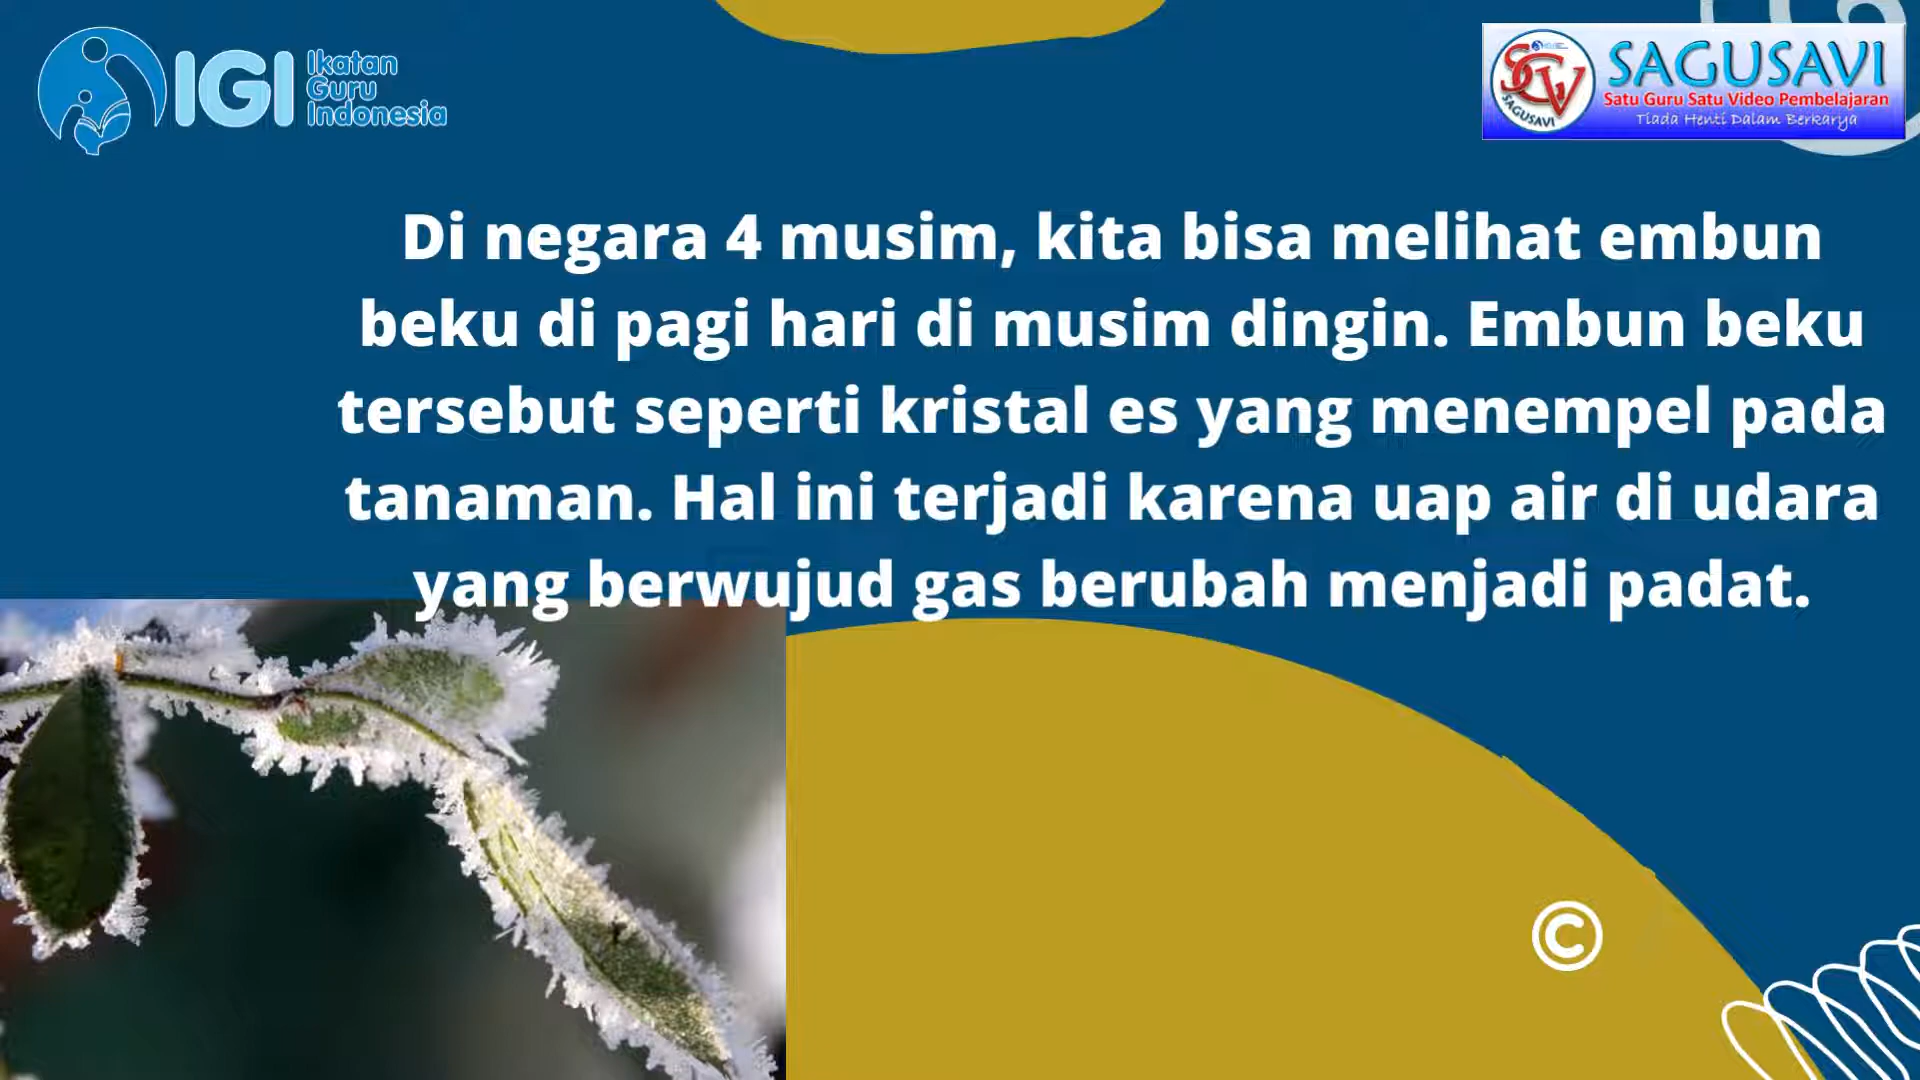 IGI Ikatan
Guru
Indonesia
SGV
SAGUSAVI
SAGUSAVI
Satu Guru Satu Video Pembelajaran
Tiada Henti Dalam Berkarya
Di negara 4 musim, kita bisa melihat embun
beku di pagi hari di musim dingin. Embun beku
tersebut seperti kristal es yang menempel pada
tanaman. Hal ini terjadi karena uap air di udara
yang berwujud gas berubah menjadi padat.
©